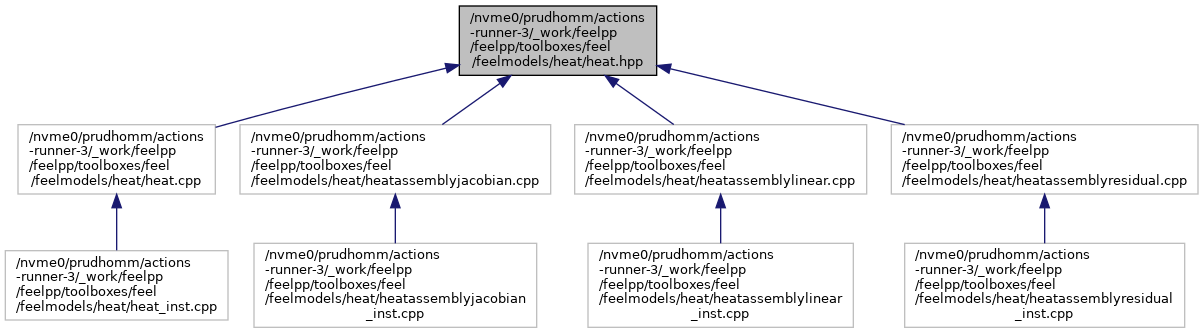 /nvme0/prudhomm/actions
-runner-3/_work/feelpp
/feelpp/toolboxes/feel
/feelmodels/heat/heat.hpp
/nvme0/prudhomm/actions
-runner-3/_work/feelpp
/feelpp/toolboxes/feel
/feelmodels/heat/heat.cpp
/nvme0/prudhomm/actions
-runner-3/_work/feelpp
/feelpp/toolboxes/feel
/feelmodels/heat/heatassemblyjacobian.cpp
/nvme0/prudhomm/actions
-runner-3/_work/feelpp
/feelpp/toolboxes/feel
/feelmodels/heat/heatassemblylinear.cpp
/nvme0/prudhomm/actions
-runner-3/_work/feelpp
/feelpp/toolboxes/feel
/feelmodels/heat/heatassemblyresidual.cpp
/nvme0/prudhomm/actions
-runner-3/_work/feelpp
/feelpp/toolboxes/feel
/feelmodels/heat/heat_inst.cpp
/nvme0/prudhomm/actions
-runner-3/_work/feelpp
/feelpp/toolboxes/feel
/feelmodels/heat/heatassemblyjacobian
_inst.cpp
/nvme0/prudhomm/actions
-runner-3/_work/feelpp
/feelpp/toolboxes/feel
/feelmodels/heat/heatassemblylinear
_inst.cpp
/nvme0/prudhomm/actions
-runner-3/_work/feelpp
/feelpp/toolboxes/feel
/feelmodels/heat/heatassemblyresidual
_inst.cpp